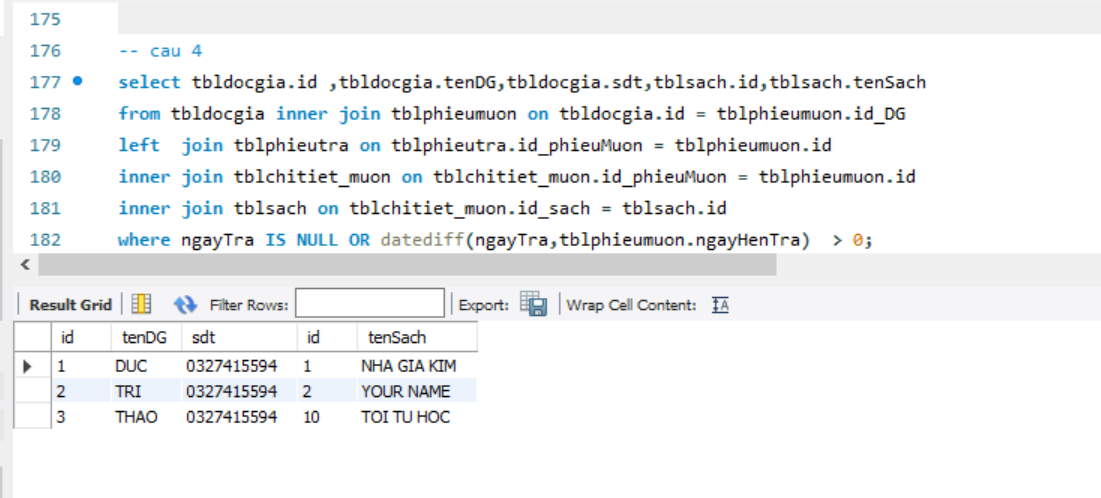 175
176 -- cau 4
177 select tbldocgia.id ,tbldocgia.tenDG,tbldocgia.sdt,tblsach.id,tblsach.tenSach
178 from tbldocgia inner join tblphieumuon on tbldocgia.id = tblphieumuon.id_DG
179 left  join tblphieutra on tblphieutra.id_phieuMuon = tblphieumuon.id
180 inner join tblchitiet_muon on tblchitiet_muon.id_phieuMuon = tblphieumuon.id
181 inner join tblsach on tblchitiet_muon.id_sach = tblsach.id
182 where ngayTra IS NULL OR datediff(ngayTra,tblphieumuon.ngayHenTra)  > 0;
Result Grid Filter Rows: Export: Wrap Cell Content: IA
id tenDG sdt id tenSach
1 DUC 0327415594 1 NHA GIA KIM
2 TRI 0327415594 2 YOUR NAME
3 THAO 0327415594 10 TOI TU HOC